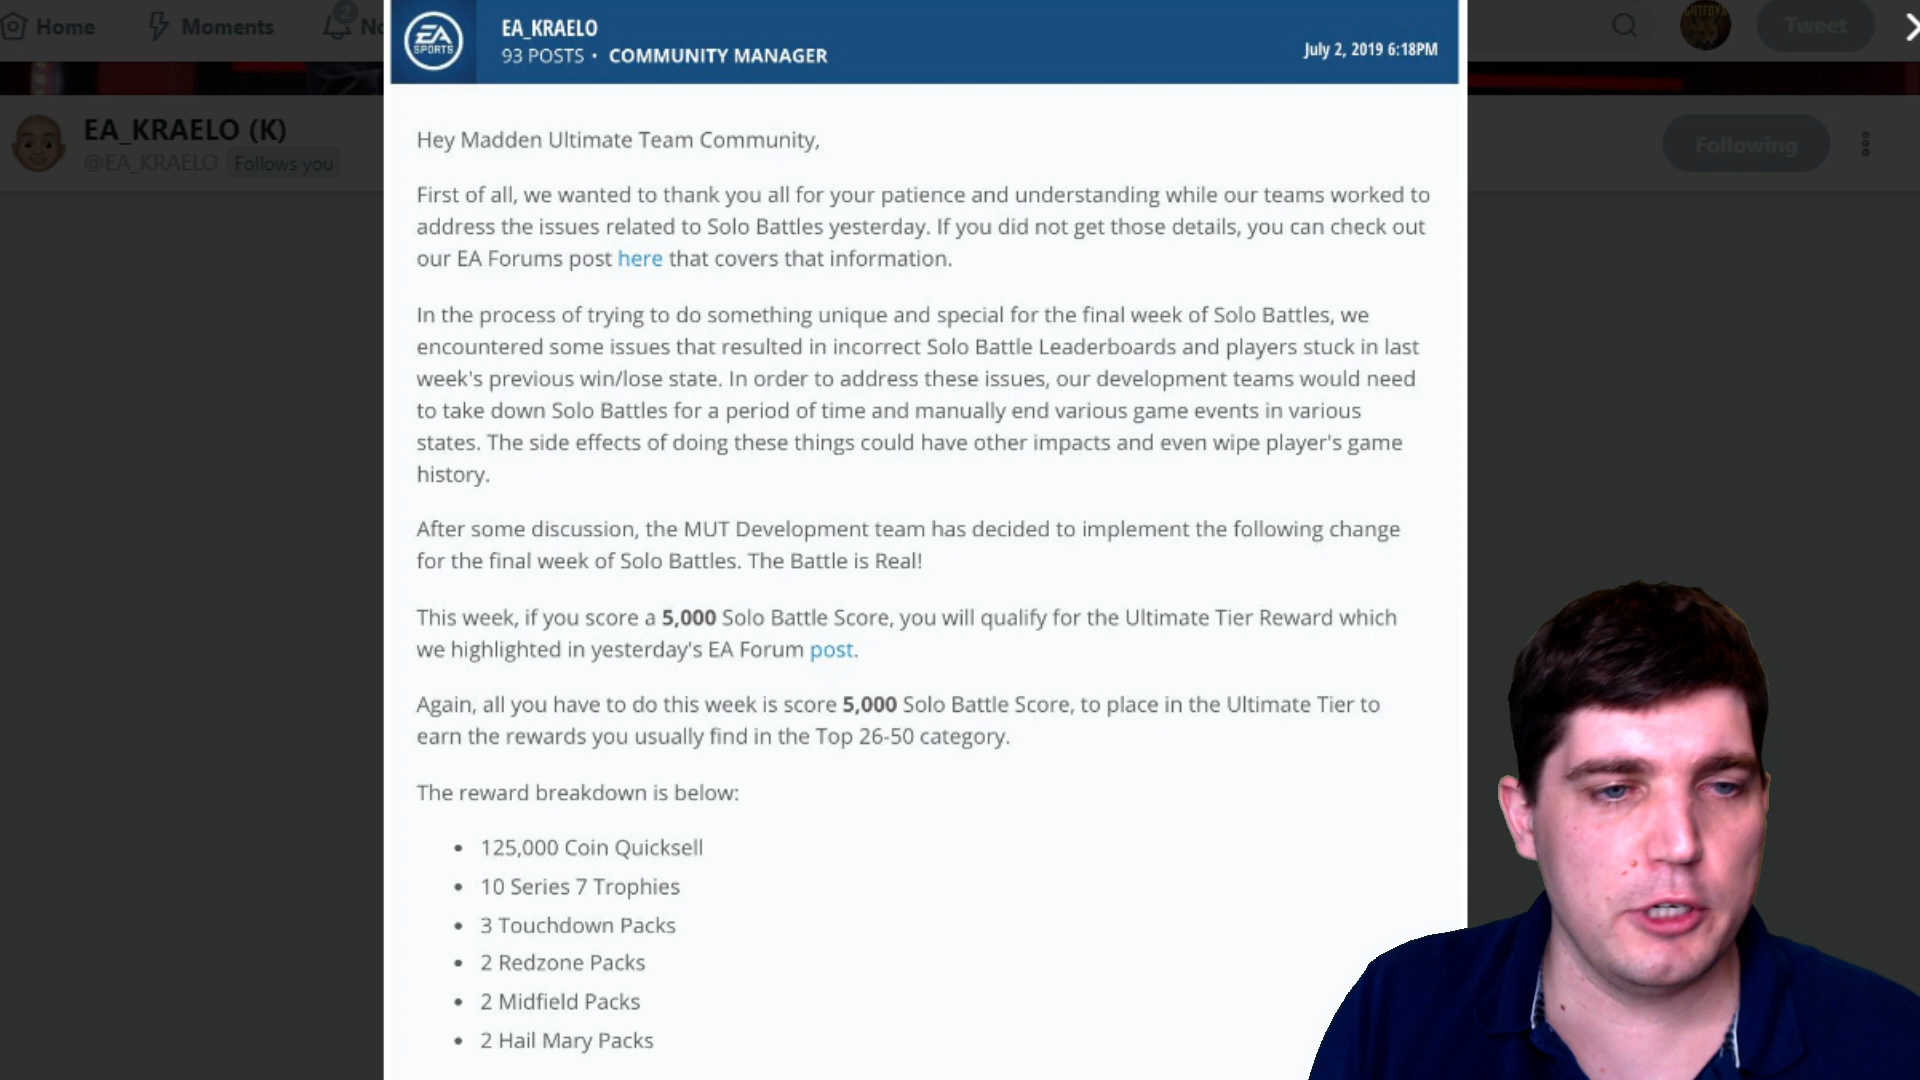 Home
Moments
2
Tweet
EA SPORTS
EA_KRAELO
93 POSTS • COMMUNITY MANAGER
July 2, 2019 6:18PM
EA_KRAELO (K)
@EA_KRAELO Follows you
Following
Hey Madden Ultimate Team Community,
First of all, we wanted to thank you all for your patience and understanding while our teams worked to
address the issues related to Solo Battles yesterday. If you did not get those details, you can check out
our EA Forums post here that covers that information.
In the process of trying to do something unique and special for the final week of Solo Battles, we
encountered some issues that resulted in incorrect Solo Battle Leaderboards and players stuck in last
week's previous win/lose state. In order to address these issues, our development teams would need
to take down Solo Battles for a period of time and manually end various game events in various
states. The side effects of doing these things could have other impacts and even wipe player's game
history.
After some discussion, the MUT Development team has decided to implement the following change
for the final week of Solo Battles. The Battle is Real!
This week, if you score a 5,000 Solo Battle Score, you will qualify for the Ultimate Tier Reward which
we highlighted in yesterday's EA Forum post.
Again, all you have to do this week is score 5,000 Solo Battle Score, to place in the Ultimate Tier to
earn the rewards you usually find in the Top 26-50 category.
The reward breakdown is below:
• 125,000 Coin Quicksell
• 10 Series 7 Trophies
• 3 Touchdown Packs
• 2 Redzone Packs
• 2 Midfield Packs
• 2 Hail Mary Packs